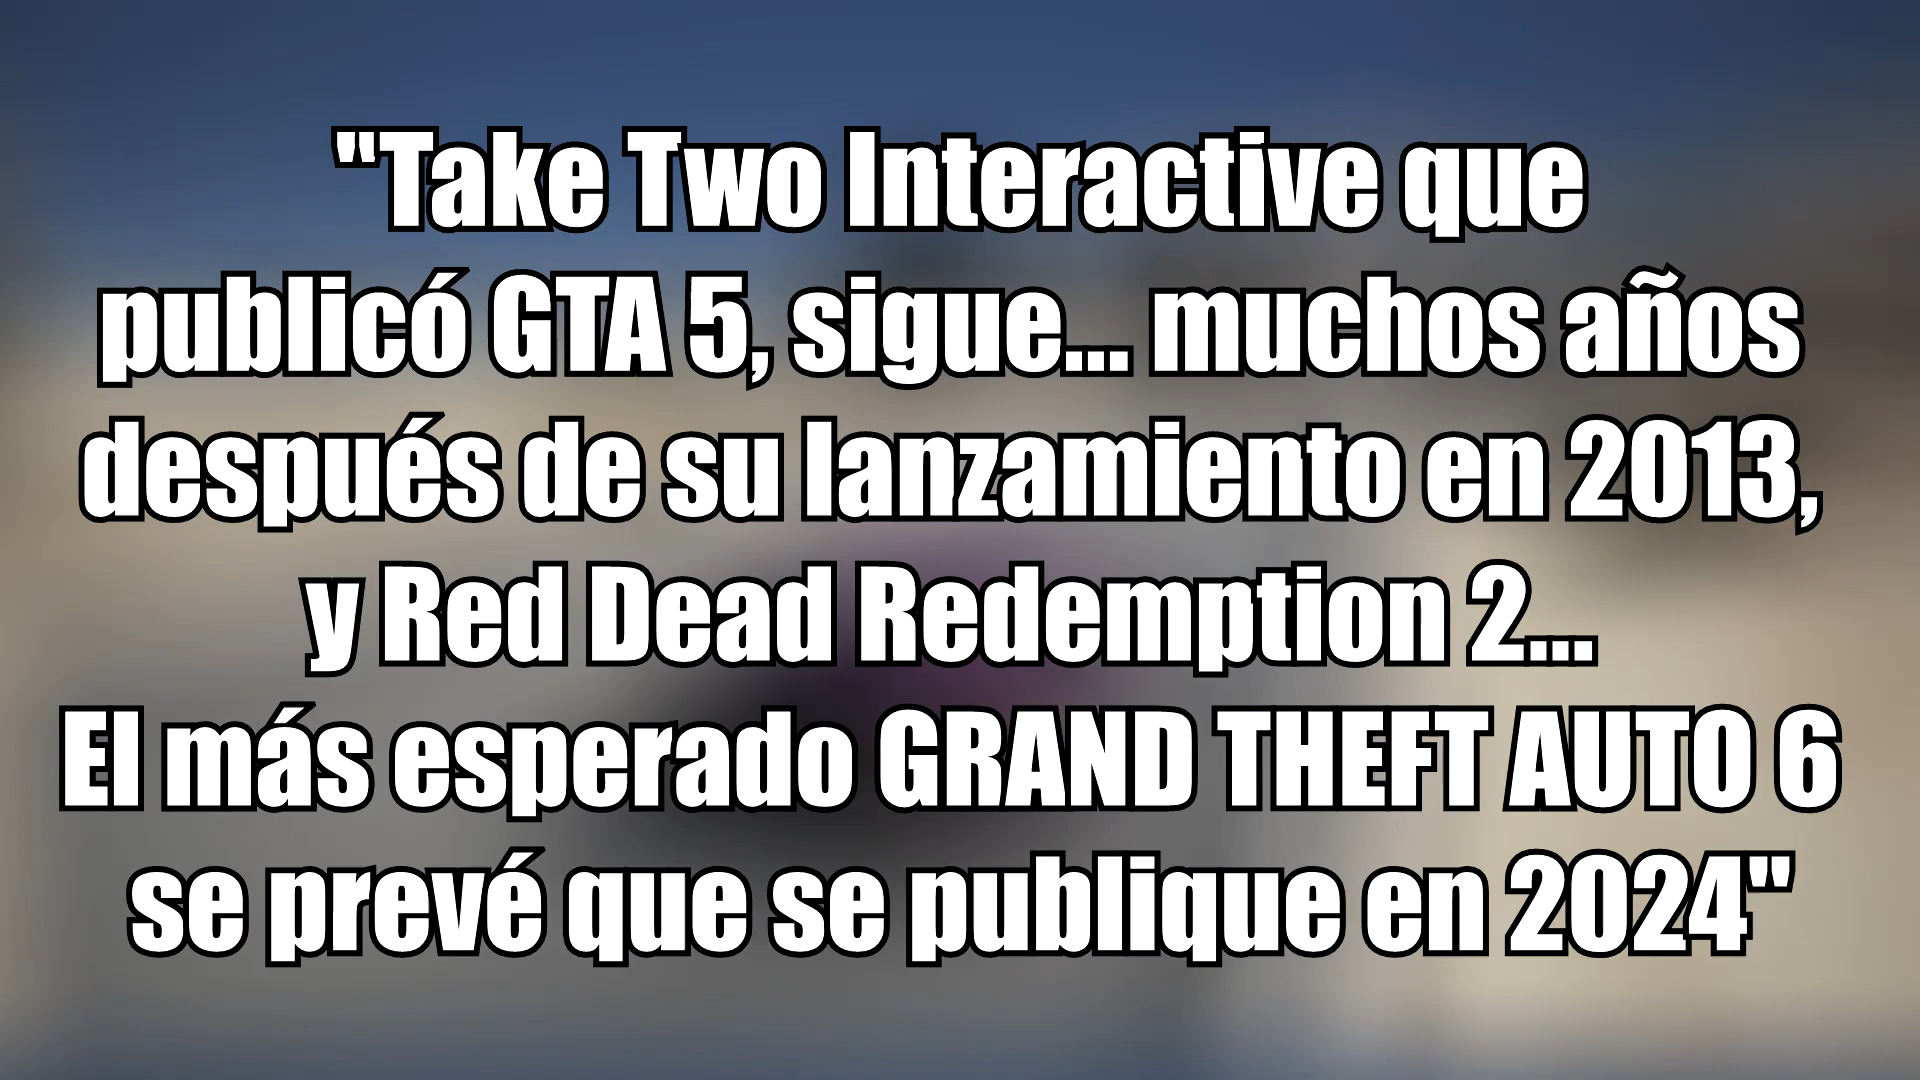 "Take Two Interactive que
publicó GTA 5, sigue... muchos años
después de su lanzamiento en 2013,
y Red Dead Redemption 2...
El más esperado GRAND THEFT AUTO 6
se prevé que se publique en 2024"